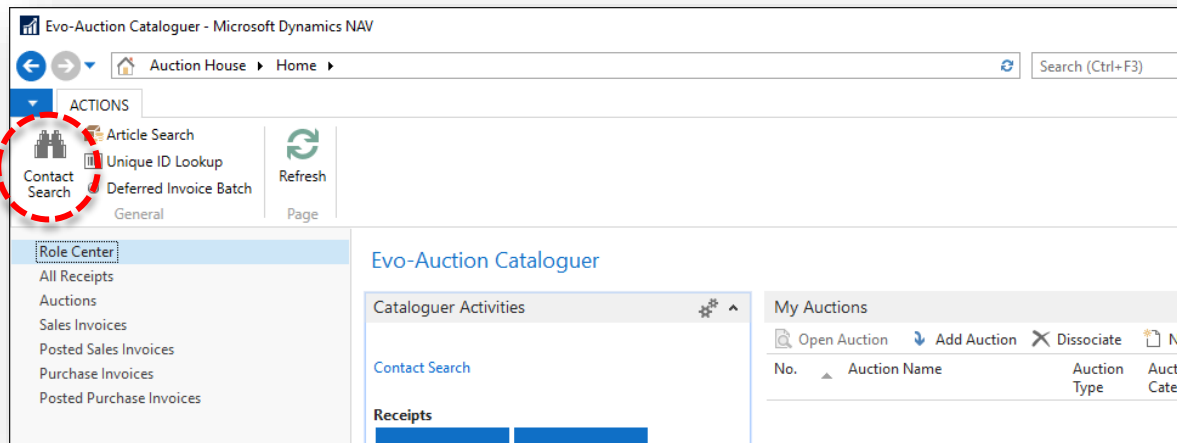 Evo-Auction Cataloguer - Microsoft Dynamics NAV
Auction House Home
Search (Ctrl+F3)
ACTIONS
Contact
Search
Article Search
Unique ID Lookup
Deferred Invoice Batch
General
Refresh
Page
Role Center
All Receipts
Auctions
Sales Invoices
Posted Sales Invoices
Purchase Invoices
Posted Purchase Invoices
Evo-Auction Cataloguer
Cataloguer Activities
Contact Search
Receipts
My Auctions
Open Auction Add Auction Dissociate N
No. Auction Name Auction Auct
Type Cate